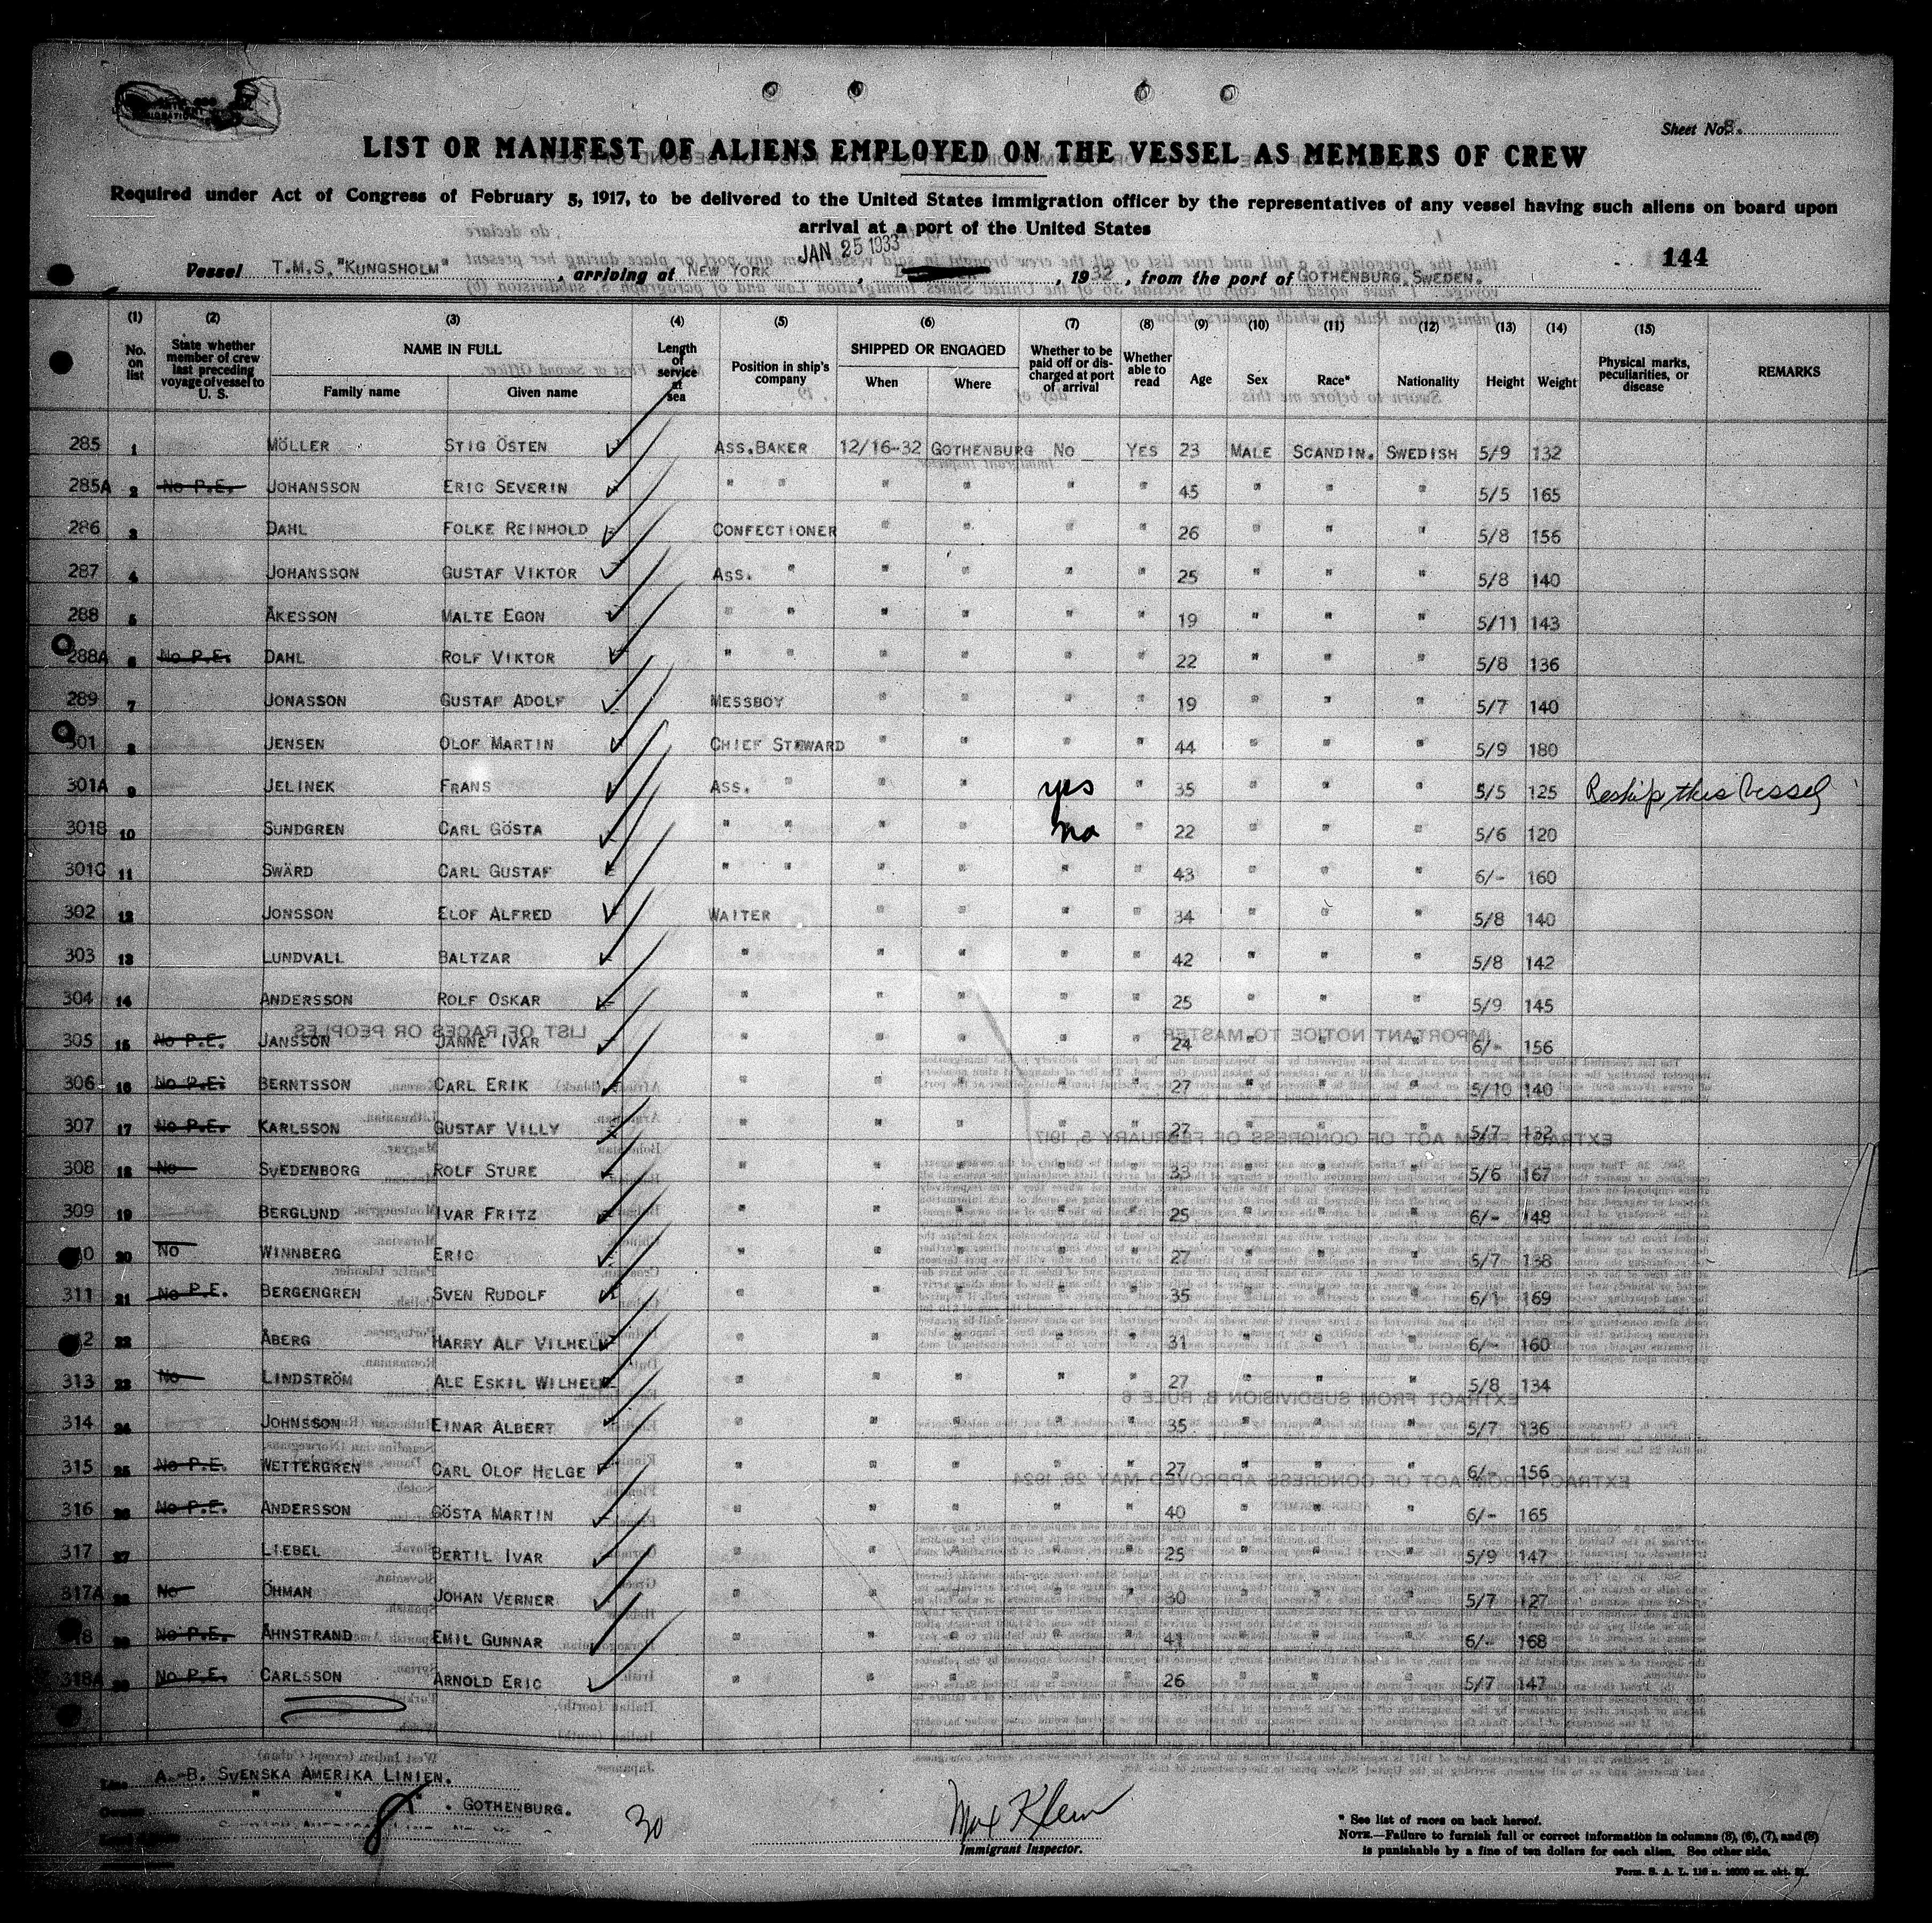 Sheet No. 8.
LIST OR MANIFEST OF ALIENS EMPLOYED ON THE VESSEL AS MEMBERS OF CREW
Required under Act of Congress of February 5, 1917, to be delivered to the United States immigration officer by the representatives of any vessel having such aliens on board upon
arrival at a port of the United States
JAN 25 1933
144
Vessel T.M.S. "KUNGSHOLM", arriving at NEW YORK, 1932, from the port of GOTHENBURG, SWEDEN.
(1) (2) (3) (4) (5) (6) (7) (8) (9) (10) (11) (12) (13) (14) (15)
No. on list State whether member of crew last preceding voyage of vessel to U. S. NAME IN FULL Family name Given name Length of service at sea Position in ship's company SHIPPED OR ENGAGED When Where Whether to be paid off or discharged at port of arrival Whether able to read Age Sex Race* Nationality Height Weight Physical marks, peculiarities, or disease REMARKS
285 1 MÖLLER STIG ÖSTEN ASS.BAKER 12/16-32 GOTHENBURG NO YES 23 MALE SCANDIN. SWEDISH 5/9 132
285A 2 No P.E. JOHANSSON ERIC SEVERIN " " " " " " 45 " " " 5/5 165
286 3 DAHL FOLKE REINHOLD CONFECTIONER " " " " 26 " " " 5/8 156
287 4 JOHANSSON GUSTAF VIKTOR ASS. " " " " " 25 " " " 5/8 140
288 5 ÅKESSON MALTE EGON " " " " " " 19 " " " 5/11 143
288A 6 No P.E. DAHL ROLF VIKTOR " " " " " " 22 " " " 5/8 136
289 7 JONASSON GUSTAF ADOLF MESSBOY " " " " 19 " " " 5/7 140
301 8 JENSEN OLOF MARTIN CHIEF STEWARD " " " " 44 " " " 5/9 180
301A 9 JELINEK FRANS ASS. " " " yes " 35 " " " 5/5 125 Reship this Vessel
301B 10 SUNDGREN CARL GÖSTA " " " " no " 22 " " " 5/6 120
301C 11 SWÄRD CARL GUSTAF " " " " " " 43 " " " 6/- 160
302 12 JONSSON ELOF ALFRED WAITER " " " " 34 " " " 5/8 140
303 13 LUNDVALL BALTZAR " " " " " 42 " " " 5/8 142
304 14 ANDERSSON ROLF OSKAR " " " " " 25 " " " 5/9 145
305 15 No P.E. JANSSON JANNE IVAR " " " " " 24 " " " 6/- 156
306 16 No P.E. BERNTSSON CARL ERIK " " " " " 27 " " " 5/10 140
307 17 No P.E. KARLSSON GUSTAF VILLY " " " " " 27 " " " 5/7 132
308 18 No SVEDENBORG ROLF STURE " " " " " 33 " " " 5/6 167
309 19 BERGLUND IVAR FRITZ " " " " " 25 " " " 6/- 148
310 20 No WINNBERG ERIC " " " " " 27 " " " 5/7 138
311 21 No P.E. BERGENGREN SVEN RUDOLF " " " " " 35 " " " 6/1 169
312 22 ÅBERG HARRY ALF VILHELM " " " " " 31 " " " 6/- 160
313 23 No LINDSTRÖM ALE ESKIL WILHELM " " " " " 27 " " " 5/8 134
314 24 JOHNSSON EINAR ALBERT " " " " " 35 " " " 5/7 136
315 25 No P.E. WETTERGREN CARL OLOF HELGE " " " " " 27 " " " 6/- 156
316 26 No P.E. ANDERSSON GÖSTA MARTIN " " " " " 40 " " " 6/- 165
317 27 LIEBEL BERTIL IVAR " " " " " 25 " " " 5/9 147
317A 28 No ÖHMAN JOHAN VERNER " " " " " 30 " " " 5/7 127
318 29 No P.E. ÅHNSTRAND EMIL GUNNAR " " " " " 41 " " " 6/- 168
318A 30 No P.E. CARLSSON ARNOLD ERIC " " " " " 26 " " " 5/7 147
Line A.-B. SVENSKA AMERIKA LINIEN.
Owners " " . GOTHENBURG.
30
Max Klein
Immigrant Inspector.
* See list of races on back hereof.
NOTE.—Failure to furnish full or correct information in columns (5), (6), (7), and (8)
is punishable by a fine of ten dollars for each alien. See other side.